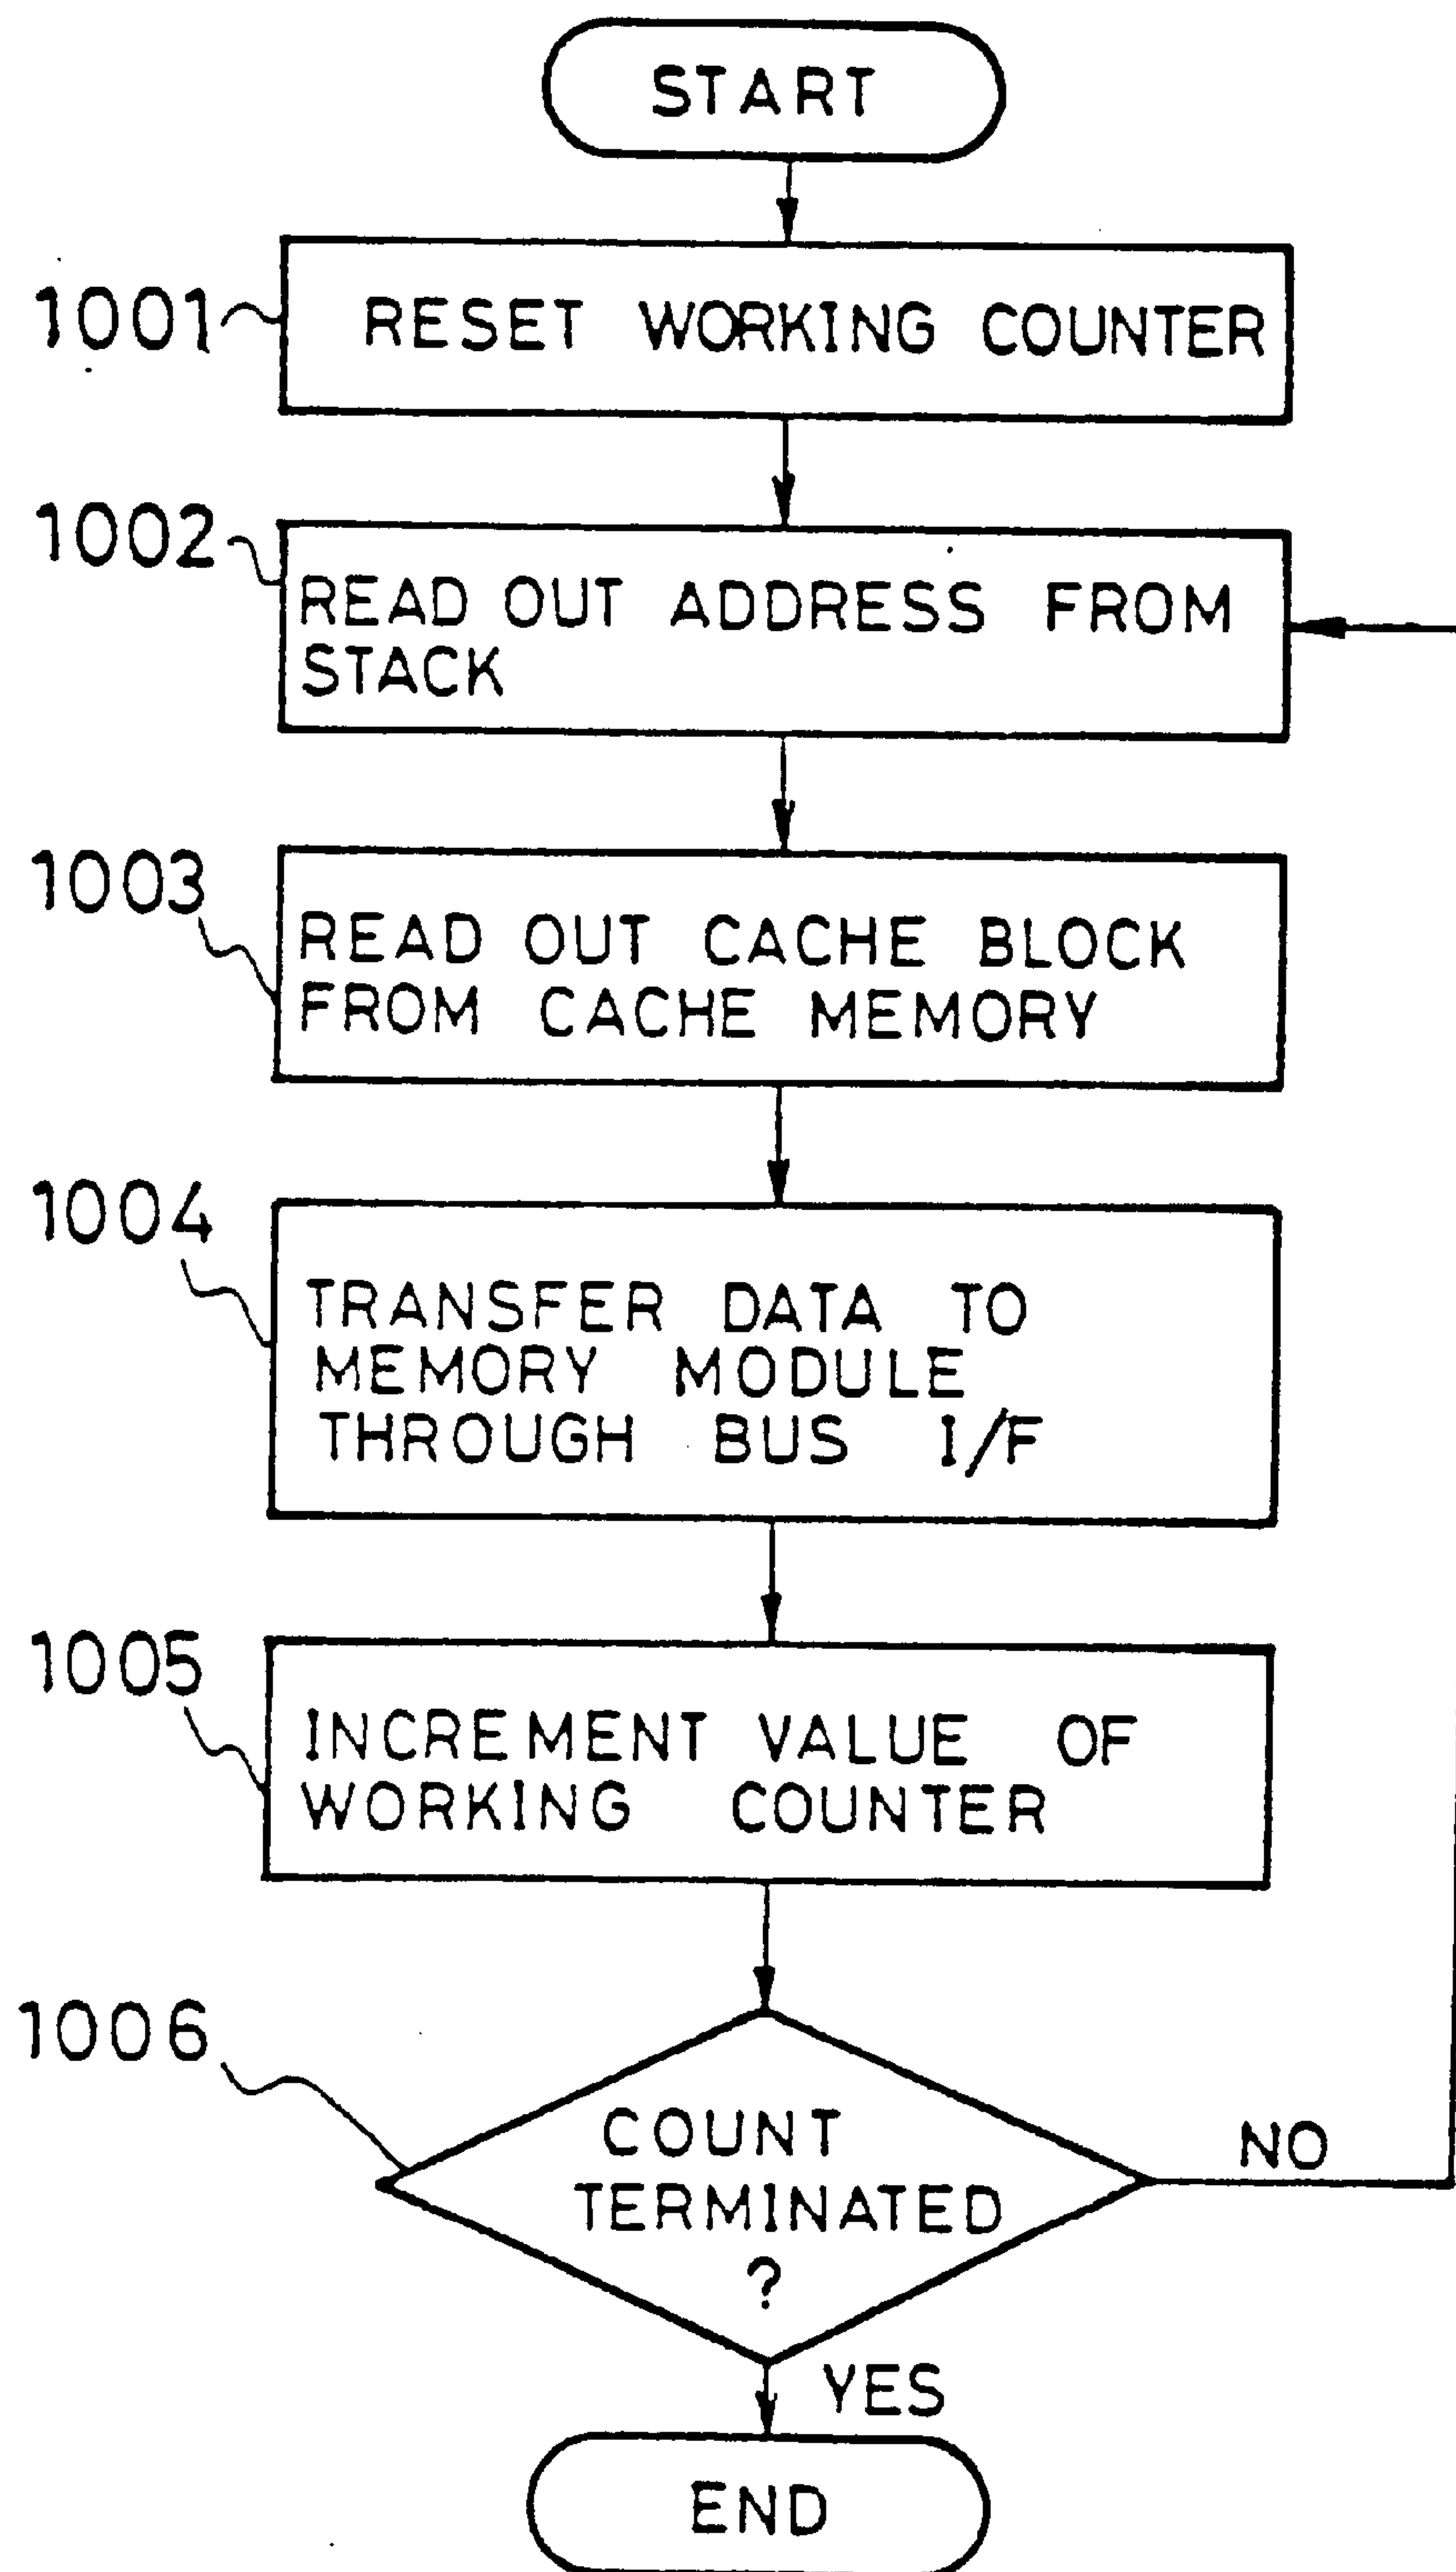 START
1001
RESET WORKING COUNTER
1002
READ OUT ADDRESS FROM
STACK
1003
READ OUT CACHE BLOCK
FROM CACHE MEMORY
1004
TRANSFER DATA TO
MEMORY MODULE
THROUGH BUS I/F
1005
INCREMENT VALUE OF
WORKING COUNTER
1006
COUNT
TERMINATED
?
NO
YES
END